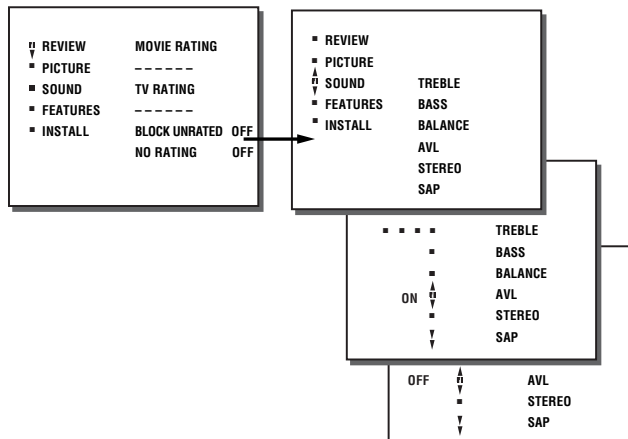 REVIEW MOVIE RATING
PICTURE – – – – – –
SOUND TV RATING
FEATURES – – – – – –
INSTALL BLOCK UNRATED OFF
NO RATING OFF
REVIEW
PICTURE
SOUND TREBLE
FEATURES BASS
INSTALL BALANCE
AVL
STEREO
SAP
TREBLE
BASS
BALANCE
ON AVL
STEREO
SAP
OFF AVL
STEREO
SAP